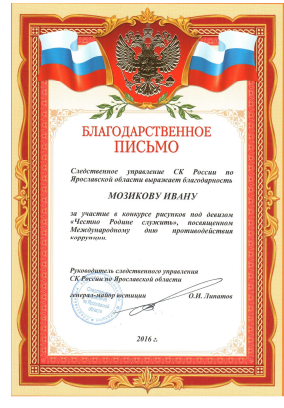 БЛАГОДАРСТВЕННОЕ
ПИСЬМО
Следственное управление СК России по
Ярославской области выражает благодарность
МОЗИКОВУ ИВАНУ
за участие в конкурсе рисунков под девизом
«Честно Родине служить», посвященном
Международному дню противодействия
коррупции.
Руководитель следственного управления
СК России по Ярославской области
генерал-майор юстиции О.И. Липатов
2016 г.